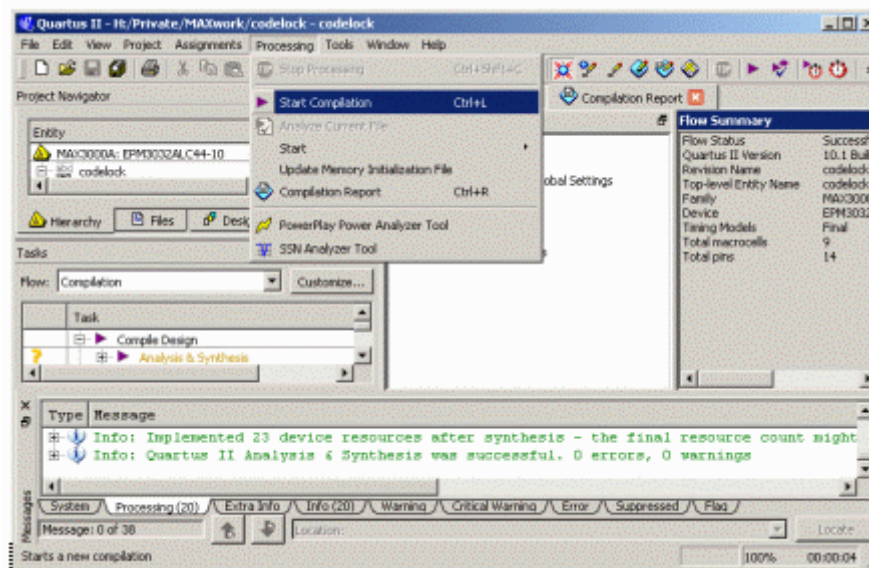 Quartus II - H:/Private/MAXwork/codelock - codelock
File Edit View Project Assignments Processing Tools Window Help
Stop Processing Ctrl+Shift+C
Project Navigator
Start Compilation Ctrl+L
Compilation Report
Analyze Current File
Flow Summary
Entity
MAX3000A: EPM3032ALC44-10
codelock
Start
Update Memory Initialization File
obal Settings
Compilation Report Ctrl+R
Hierarchy Files Desig
PowerPlay Power Analyzer Tool
SSN Analyzer Tool
Flow Status Successf
Quartus II Version 10.1 Buil
Revision Name codelock
Top-level Entity Name codelock
Family MAX3000
Device EPM3032
Timing Models Final
Total macrocells 9
Total pins 14
Tasks
Flow: Compilation Customize...
Task
Compile Design
Analysis & Synthesis
Type Message
Info: Implemented 23 device resources after synthesis - the final resource count might
Info: Quartus II Analysis & Synthesis was successful. 0 errors, 0 warnings
System Processing (20) Extra Info Info (20) Warning Critical Warning Error Suppressed Flag
Messages
Message: 0 of 38 Location: Locate
Starts a new compilation 100% 00:00:04